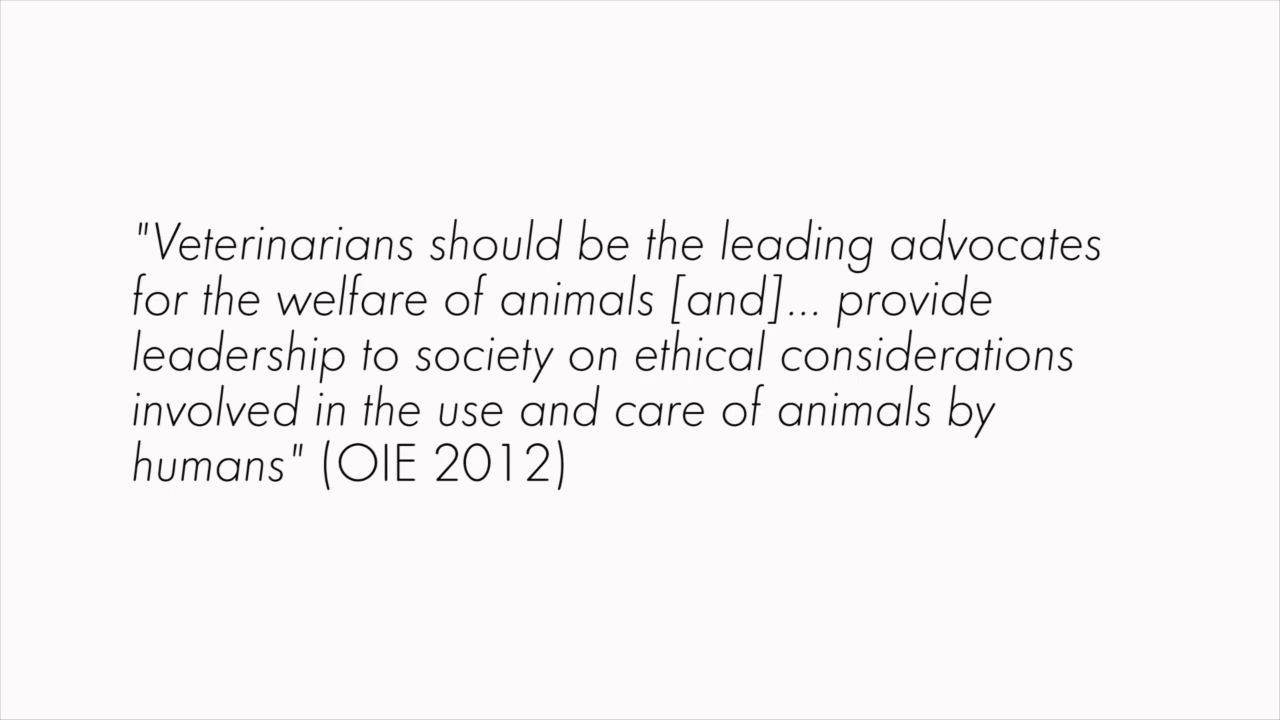 "Veterinarians should be the leading advocates
for the welfare of animals [and]... provide
leadership to society on ethical considerations
involved in the use and care of animals by
humans" (OIE 2012)